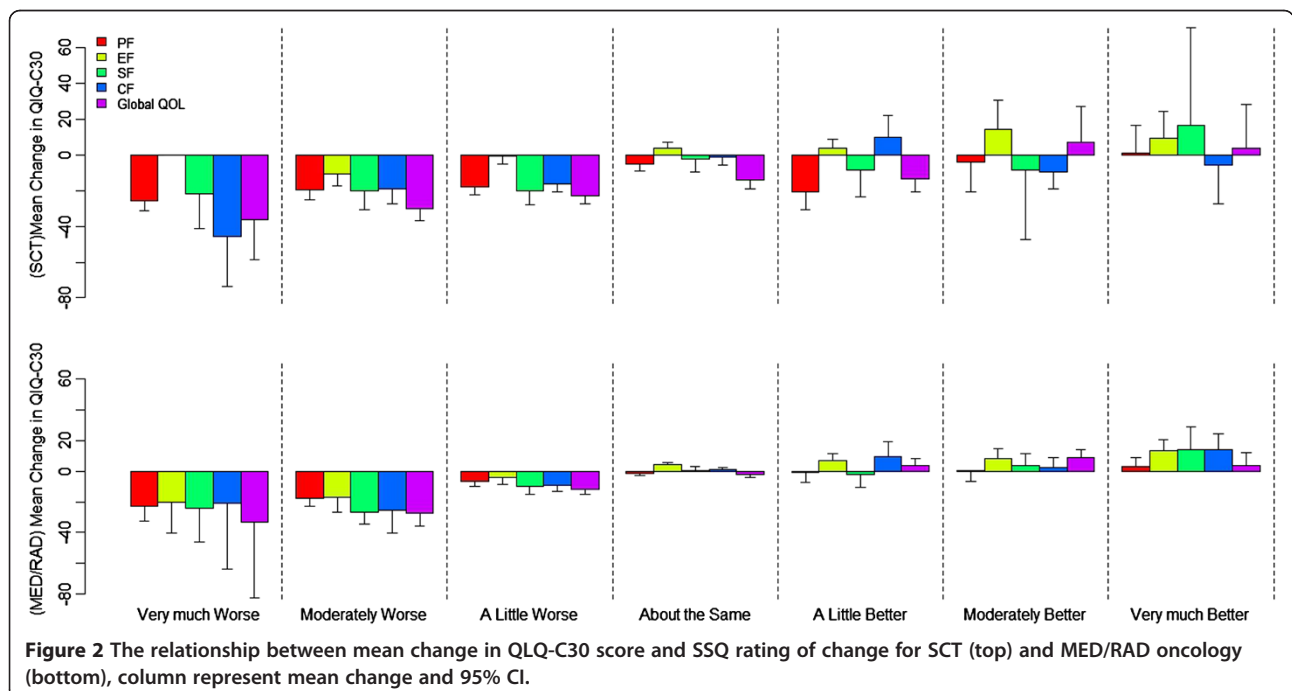 (SCT)Mean Change in QIQ-C30
60
40
20
0
-40
-80
PF
EF
SF
CF
Global QOL
(MED/RAD) Mean Change in QIQ-C30
60
40
20
0
-40
-80
Very much Worse
Moderately Worse
A Little Worse
About the Same
A Little Better
Moderately Better
Very much Better
Figure 2 The relationship between mean change in QLQ-C30 score and SSQ rating of change for SCT (top) and MED/RAD oncology
(bottom), column represent mean change and 95% CI.